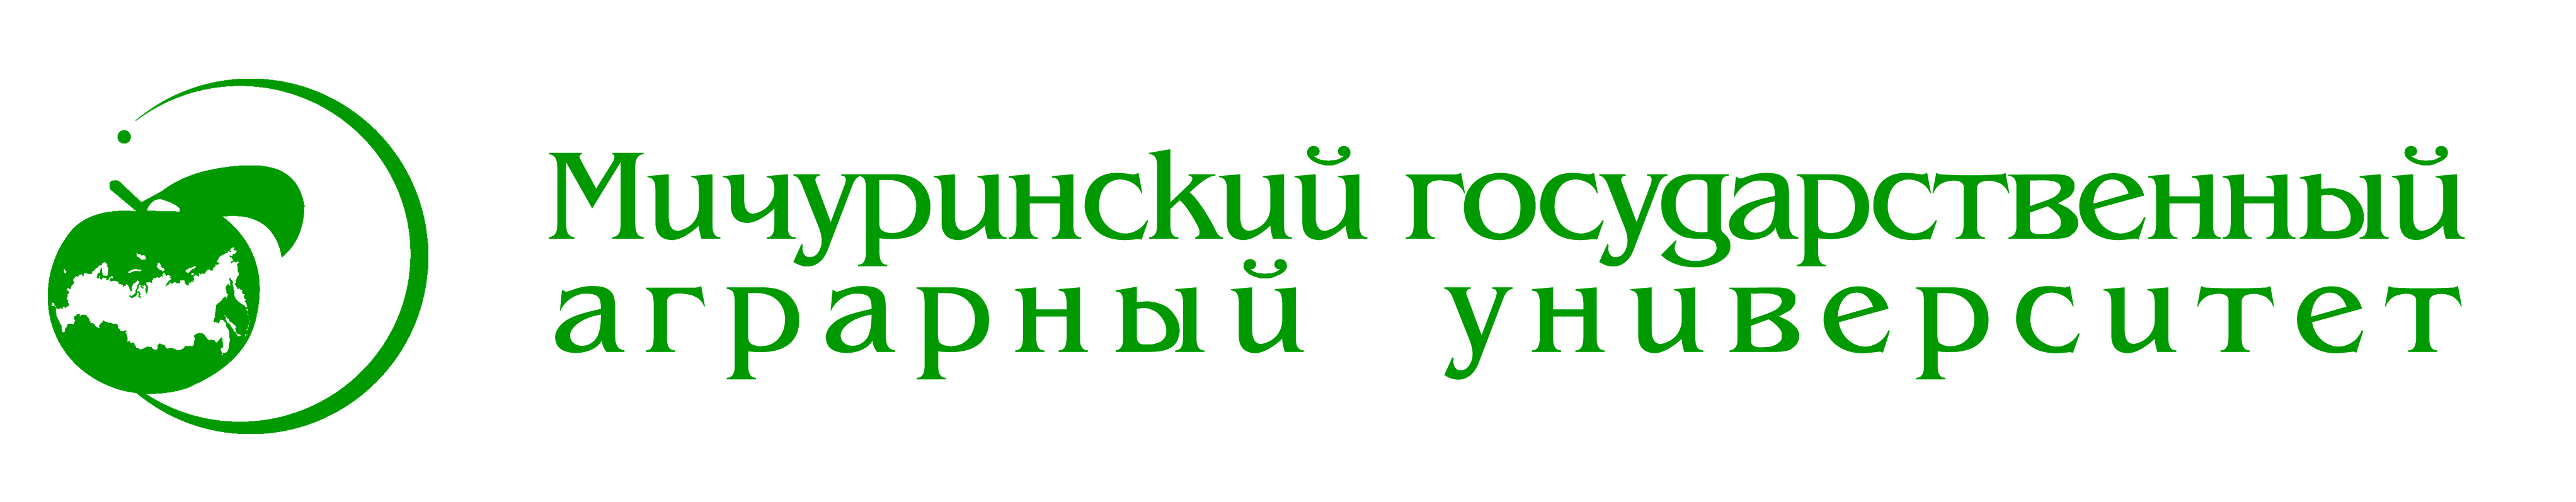 Мичуринский государственный
аграрный университет